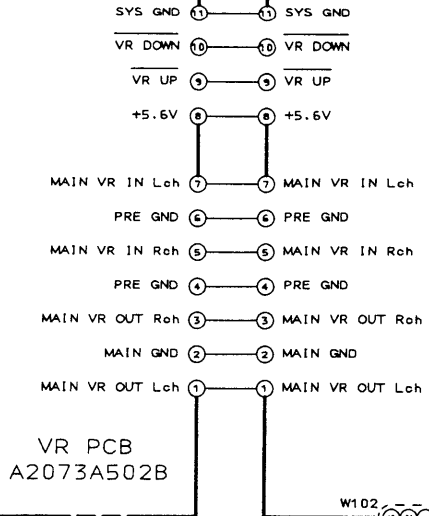 SYS GND 11 11 SYS GND
VR DOWN 10 10 VR DOWN
VR UP 9 9 VR UP
+5.6V 8 8 +5.6V
MAIN VR IN Lch 7 7 MAIN VR IN Lch
PRE GND 6 6 PRE GND
MAIN VR IN Rch 5 5 MAIN VR IN Rch
PRE GND 4 4 PRE GND
MAIN VR OUT Rch 3 3 MAIN VR OUT Rch
MAIN GND 2 2 MAIN GND
MAIN VR OUT Lch 1 1 MAIN VR OUT Lch
VR PCB
A2073A502B
W102